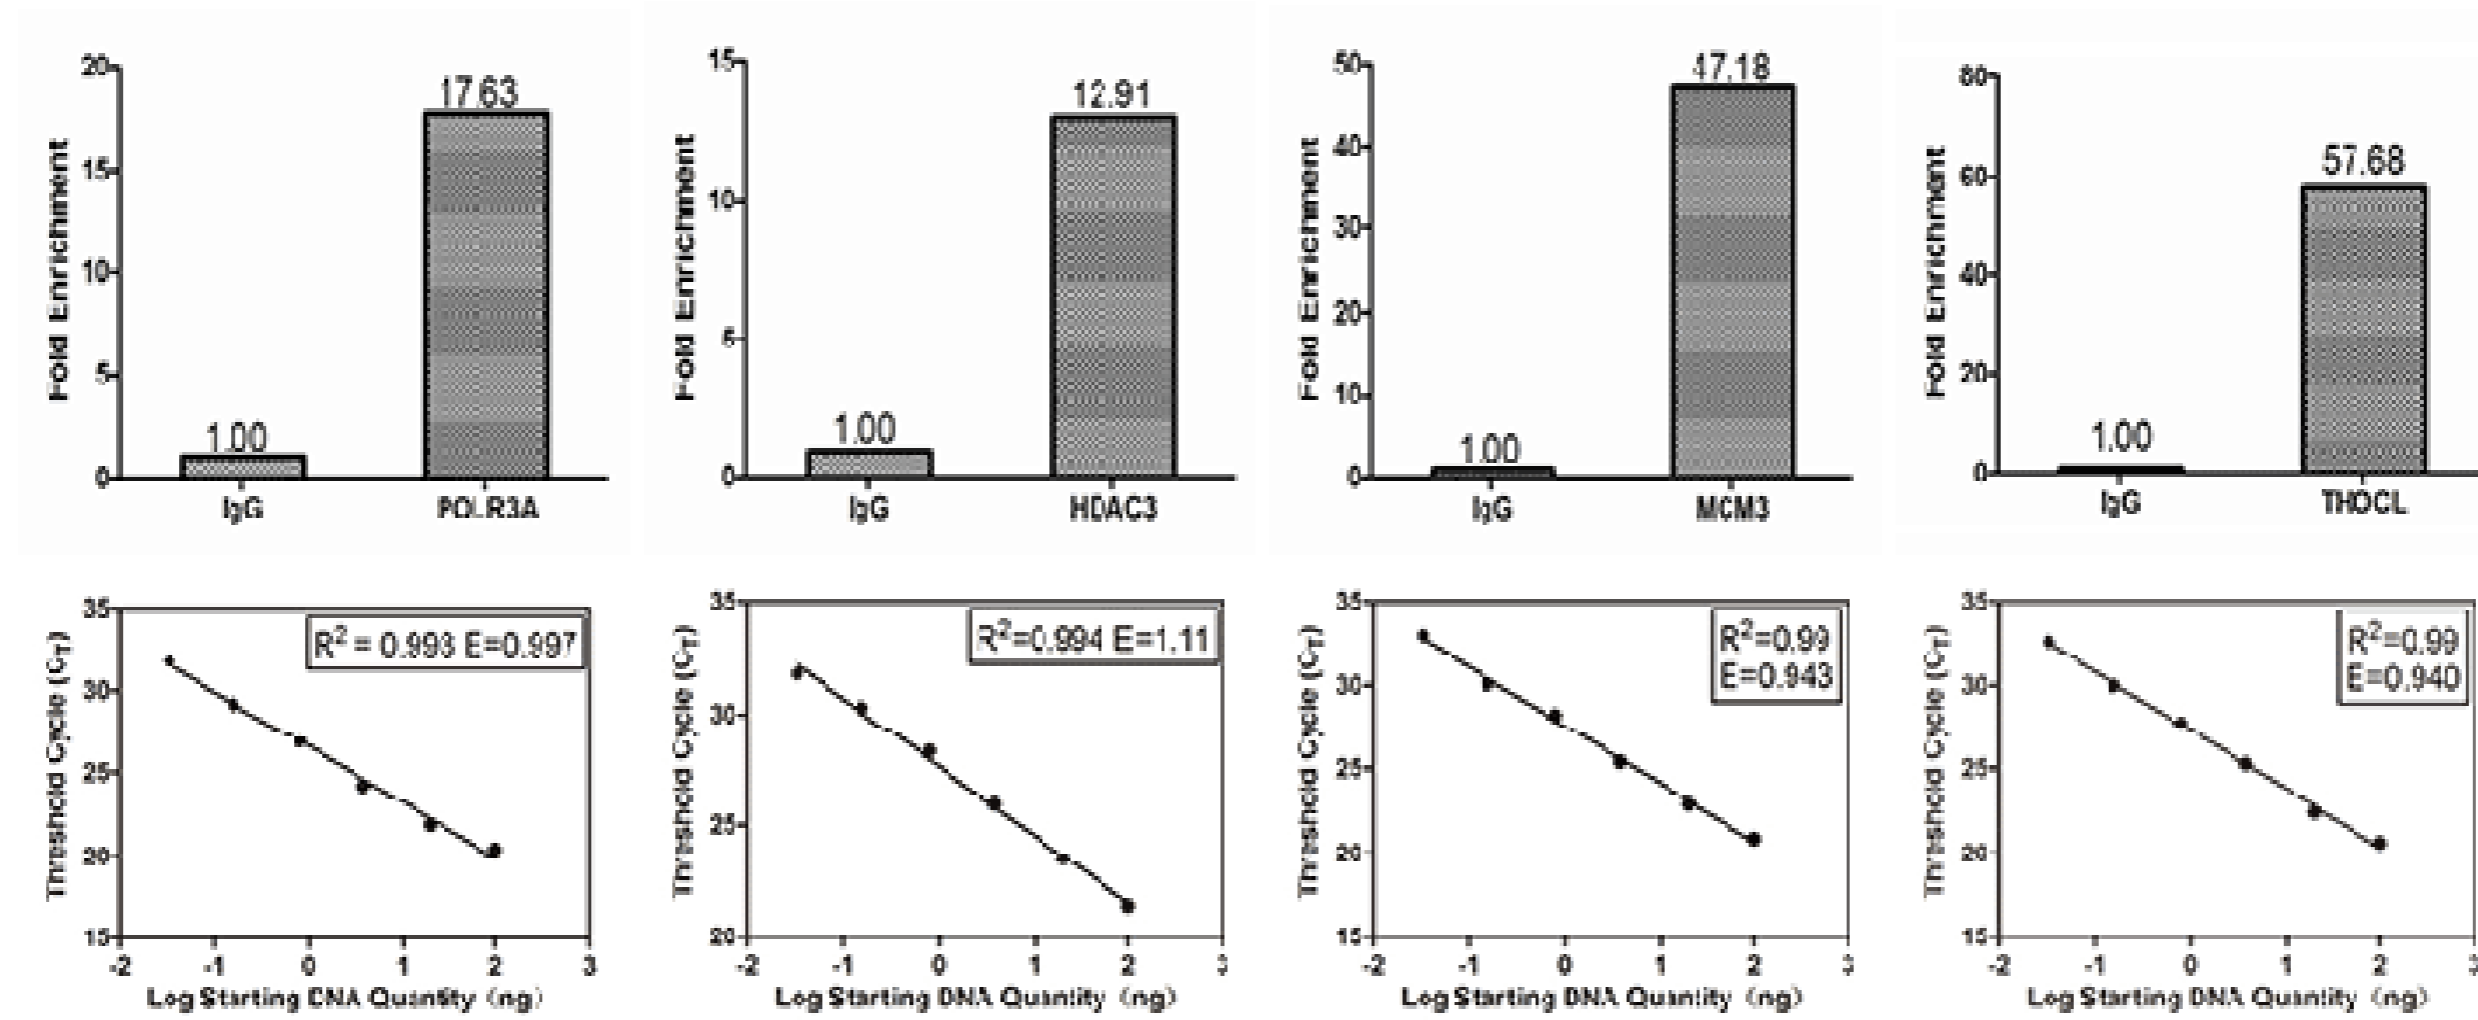 20
15
10
5
0
Fold Enrichment
1.00
17.63
IgG
POLR3A
15
10
5
0
Fold Enrichment
1.00
12.91
IgG
HDAC3
50
40
30
20
10
0
Fold Enrichment
1.00
47.18
IgG
MCM3
80
60
40
20
0
Fold Enrichment
1.00
57.68
IgG
THOCL
35
30
25
20
15
Threshold Cycle (C_T)
R² = 0.993 E=0.997
-2 -1 0 1 2 3
Log Starting DNA Quantity (ng)
35
30
25
20
Threshold Cycle (C_T)
R²=0.994 E=1.11
-2 -1 0 1 2
Log Starting DNA Quantity (ng)
35
30
25
20
15
Threshold Cycle (C_T)
R²=0.99
E=0.943
-2 -1 0 1 2
Log Starting DNA Quantity (ng)
35
30
25
20
15
Threshold Cycle (C_T)
R²=0.99
E=0.940
-2 -1 0 1 2
Log Starting DNA Quantity (ng)